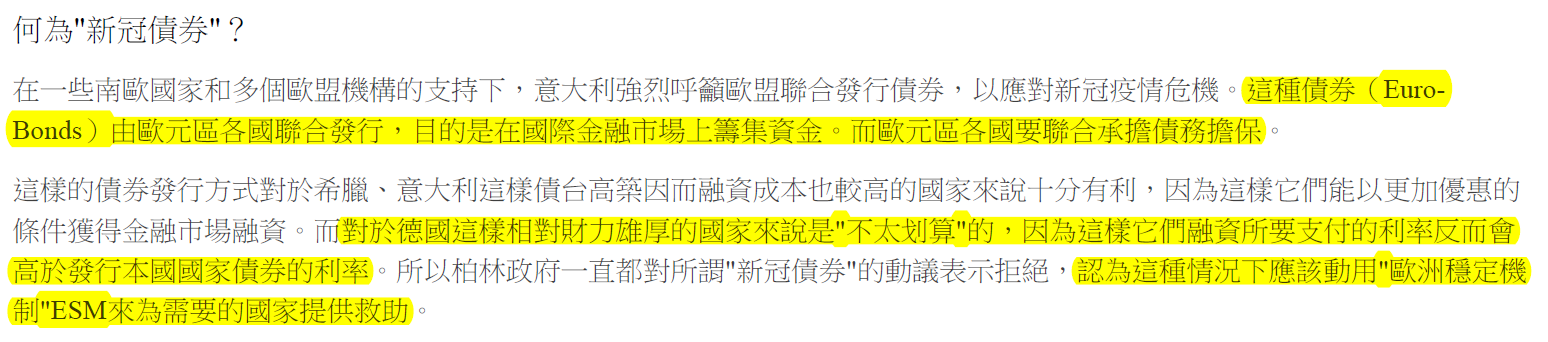 何為"新冠債券"？
在一些南歐國家和多個歐盟機構的支持下，意大利強烈呼籲歐盟聯合發行債券，以應對新冠疫情危機。這種債券（Euro-
Bonds）由歐元區各國聯合發行，目的是在國際金融市場上籌集資金。而歐元區各國要聯合承擔債務擔保。
這樣的債券發行方式對於希臘、意大利這樣債台高築因而融資成本也較高的國家來說十分有利，因為這樣它們能以更加優惠的
條件獲得金融市場融資。而對於德國這樣相對財力雄厚的國家來說是"不太划算"的，因為這樣它們融資所要支付的利率反而會
高於發行本國國家債券的利率。所以柏林政府一直都對所謂"新冠債券"的動議表示拒絕，認為這種情況下應該動用"歐洲穩定機
制"ESM來為需要的國家提供救助。